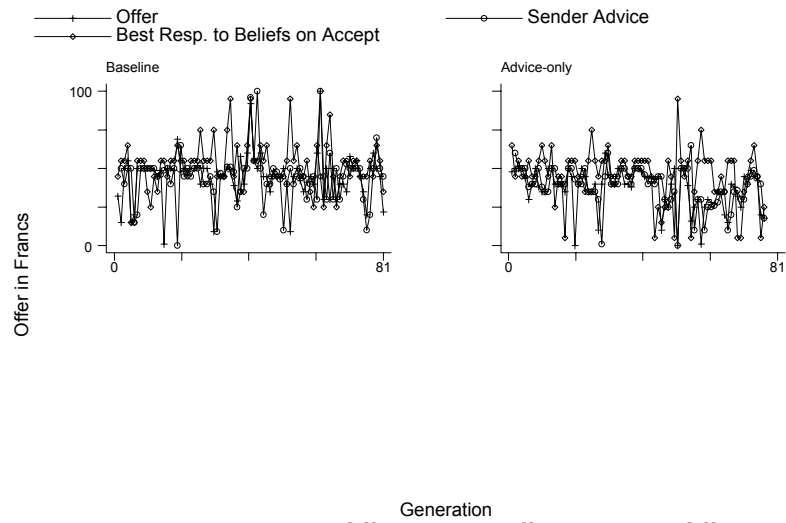 Offer
Sender Advice
Best Resp. to Beliefs on Accept
Baseline
Advice-only
100
0
0
81
0
81
Offer in Francs
Generation